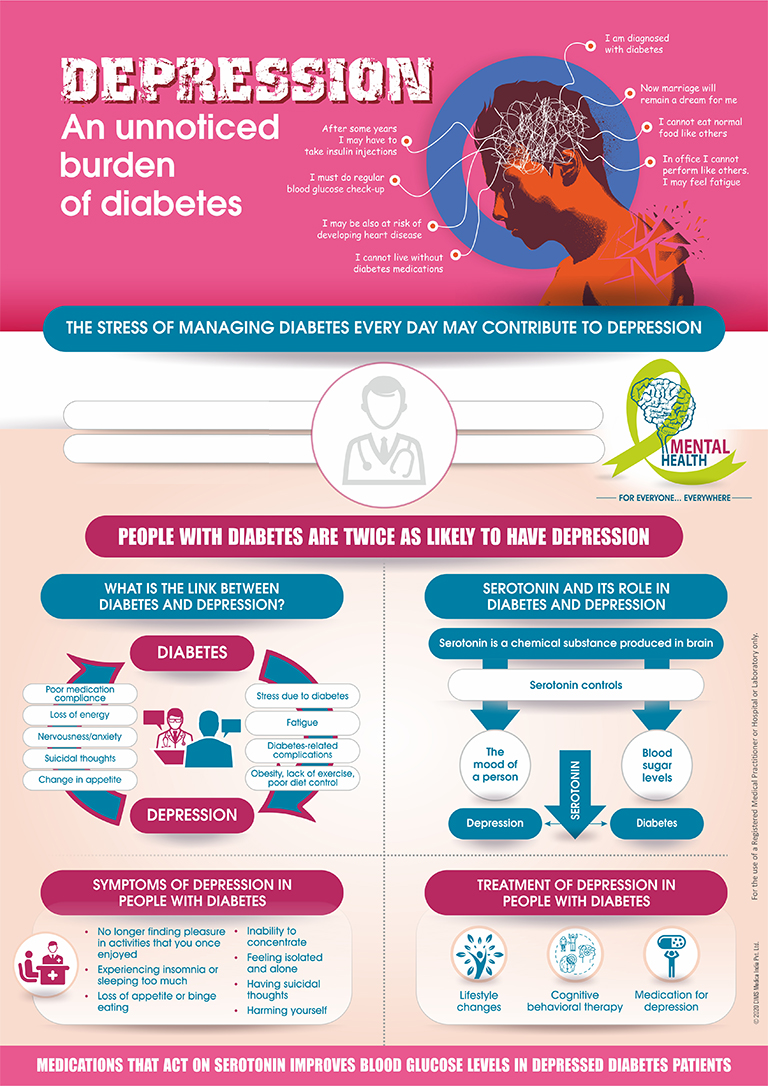 DEPRESSION
An unnoticed
burden
of diabetes
I am diagnosed
with diabetes
Now marriage will
remain a dream for me
I cannot eat normal
food like others
In office I cannot
perform like others.
I may feel fatigue
After some years
I may have to
take insulin injections
I must do regular
blood glucose check-up
I may be also at risk of
developing heart disease
I cannot live without
diabetes medications
THE STRESS OF MANAGING DIABETES EVERY DAY MAY CONTRIBUTE TO DEPRESSION
MENTAL
HEALTH
FOR EVERYONE... EVERYWHERE
PEOPLE WITH DIABETES ARE TWICE AS LIKELY TO HAVE DEPRESSION
WHAT IS THE LINK BETWEEN
DIABETES AND DEPRESSION?
DIABETES
Poor medication
compliance
Loss of energy
Nervousness/anxiety
Suicidal thoughts
Change in appetite
Stress due to diabetes
Fatigue
Diabetes-related
complications
Obesity, lack of exercise,
poor diet control
DEPRESSION
SEROTONIN AND ITS ROLE IN
DIABETES AND DEPRESSION
Serotonin is a chemical substance produced in brain
Serotonin controls
The
mood of
a person
Blood
sugar
levels
SEROTONIN
Depression
Diabetes
SYMPTOMS OF DEPRESSION IN
PEOPLE WITH DIABETES
• No longer finding pleasure
in activities that you once
enjoyed
• Experiencing insomnia or
sleeping too much
• Loss of appetite or binge
eating
• Inability to
concentrate
• Feeling isolated
and alone
• Having suicidal
thoughts
• Harming yourself
TREATMENT OF DEPRESSION IN
PEOPLE WITH DIABETES
Lifestyle
changes
Cognitive
behavioral therapy
Medication for
depression
For the use of a Registered Medical Practitioner or Hospital or Laboratory only.
MEDICATIONS THAT ACT ON SEROTONIN IMPROVES BLOOD GLUCOSE LEVELS IN DEPRESSED DIABETES PATIENTS